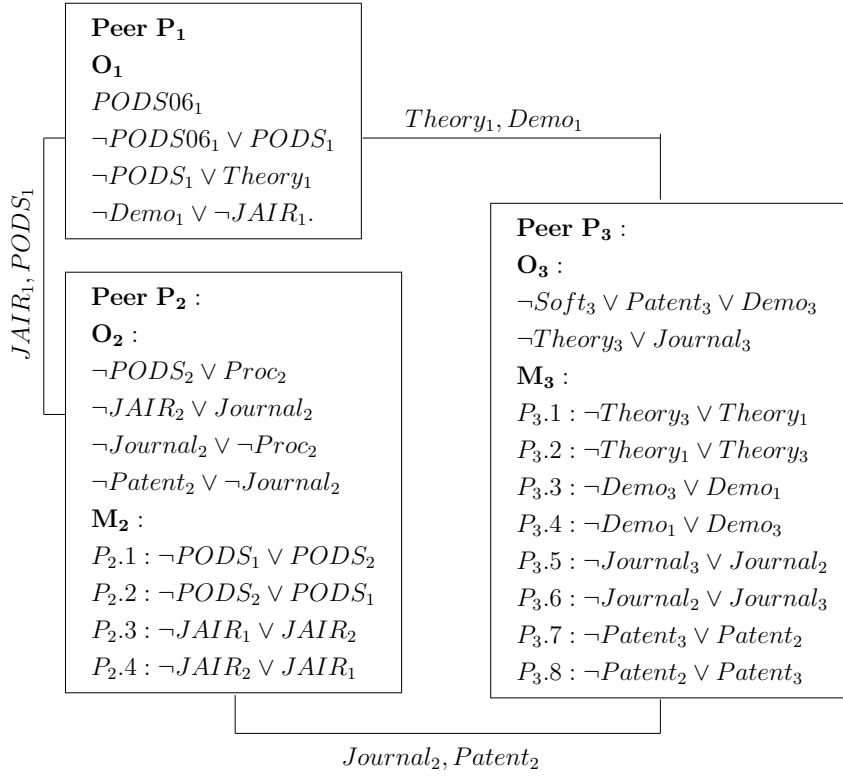 Peer P₁
O₁
PODS06₁
¬PODS06₁ ∨ PODS₁
¬PODS₁ ∨ Theory₁
¬Demo₁ ∨ ¬JAIR₁.
Theory₁, Demo₁
JAIR₁, PODS₁
Peer P₂ :
O₂ :
¬PODS₂ ∨ Proc₂
¬JAIR₂ ∨ Journal₂
¬Journal₂ ∨ ¬Proc₂
¬Patent₂ ∨ ¬Journal₂
M₂ :
P₂.1 : ¬PODS₁ ∨ PODS₂
P₂.2 : ¬PODS₂ ∨ PODS₁
P₂.3 : ¬JAIR₁ ∨ JAIR₂
P₂.4 : ¬JAIR₂ ∨ JAIR₁
Peer P₃ :
O₃ :
¬Soft₃ ∨ Patent₃ ∨ Demo₃
¬Theory₃ ∨ Journal₃
M₃ :
P₃.1 : ¬Theory₃ ∨ Theory₁
P₃.2 : ¬Theory₁ ∨ Theory₃
P₃.3 : ¬Demo₃ ∨ Demo₁
P₃.4 : ¬Demo₁ ∨ Demo₃
P₃.5 : ¬Journal₃ ∨ Journal₂
P₃.6 : ¬Journal₂ ∨ Journal₃
P₃.7 : ¬Patent₃ ∨ Patent₂
P₃.8 : ¬Patent₂ ∨ Patent₃
Journal₂, Patent₂